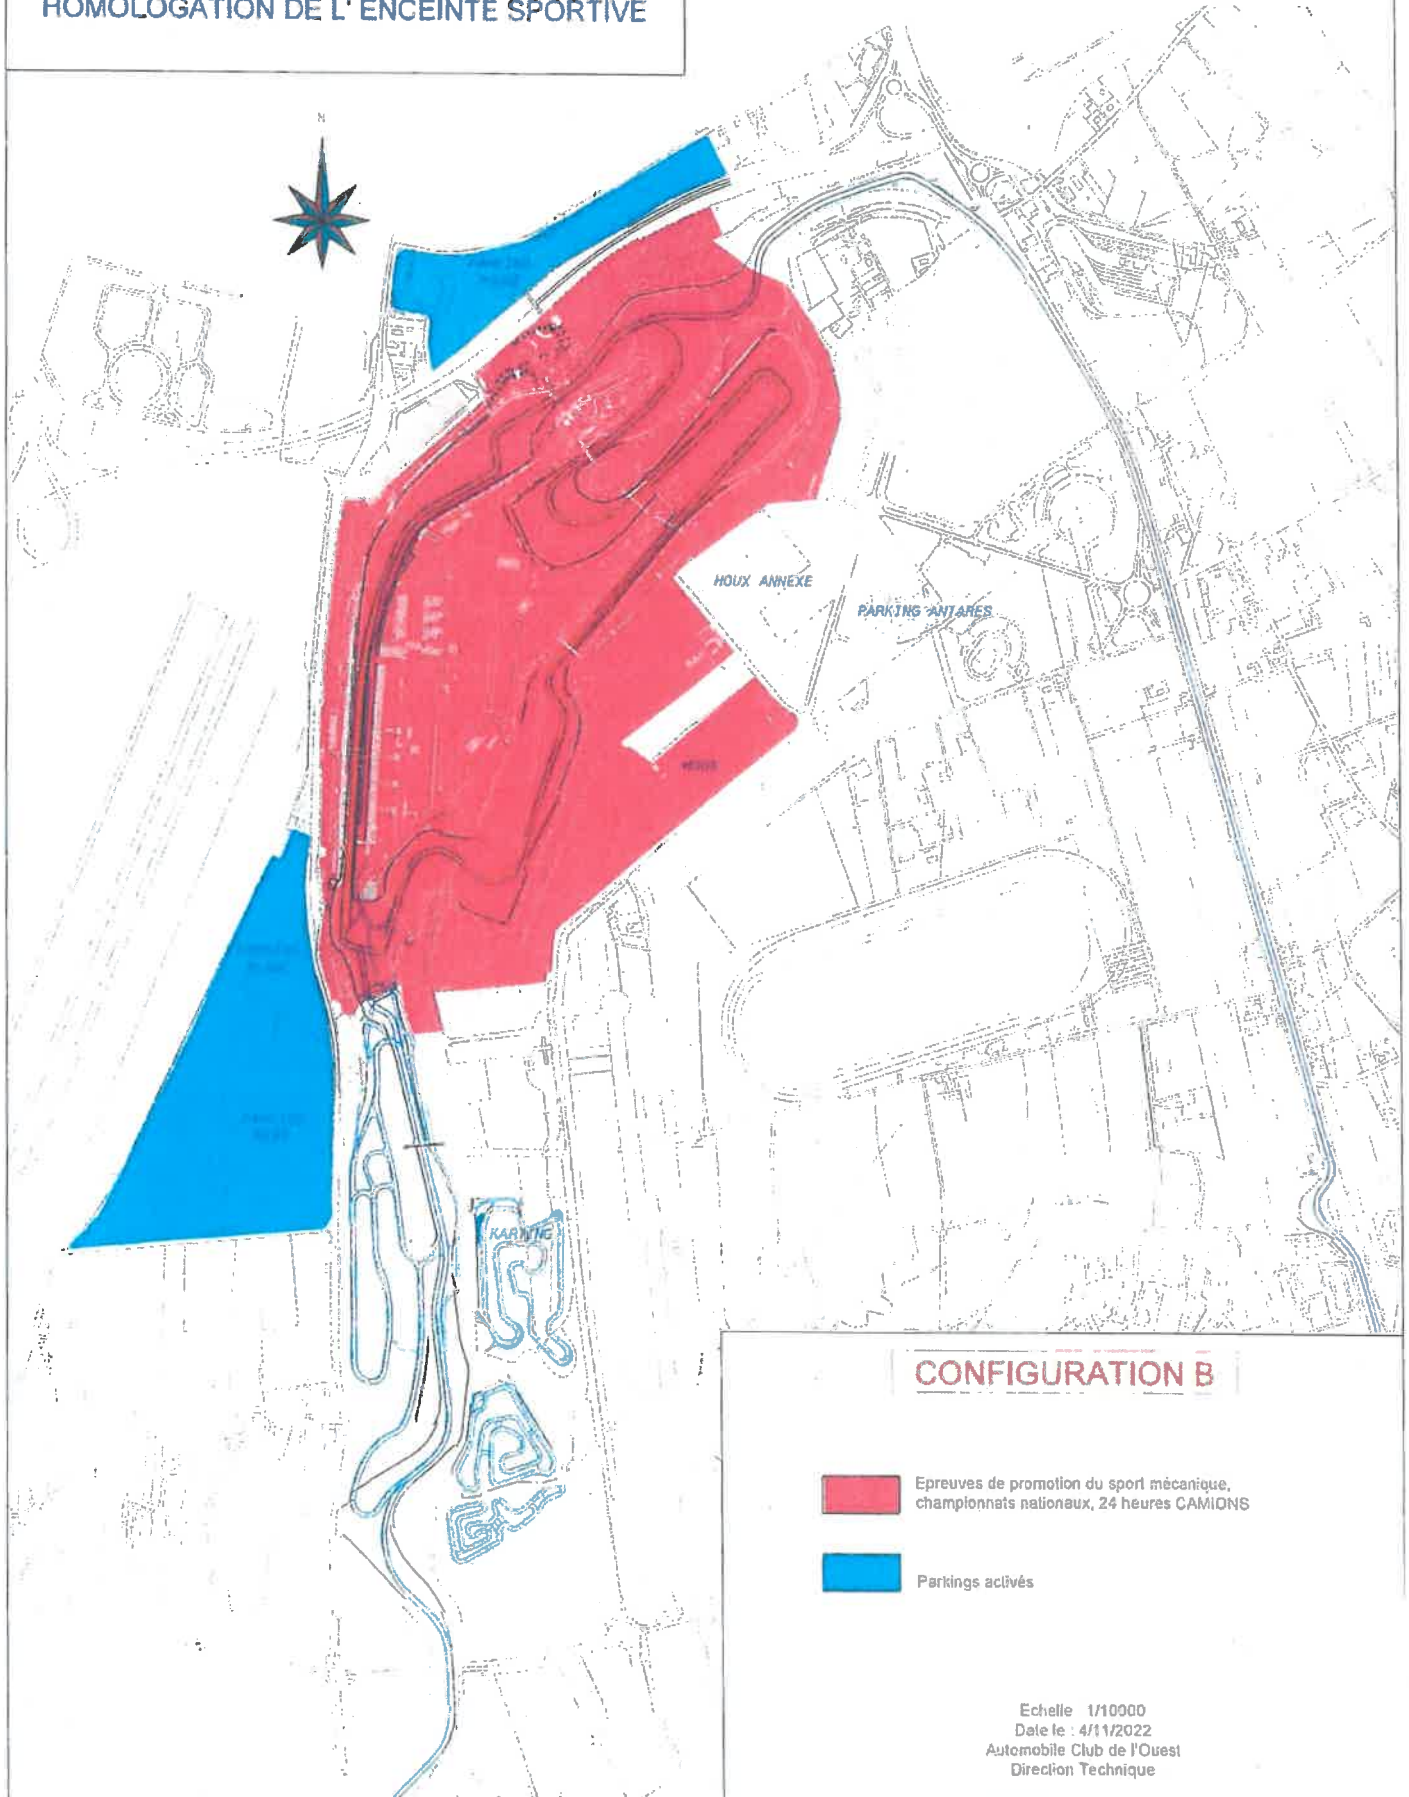 HOMOLOGATION DE L' ENCEINTE SPORTIVE
N
HOUX ANNEXE
PARKING ANTARES
HOUX
KARTING
CONFIGURATION B
Epreuves de promotion du sport mécanique,
championnats nationaux, 24 heures CAMIONS
Parkings activés
Echelle 1/10000
Date le : 4/11/2022
Automobile Club de l'Ouest
Direction Technique